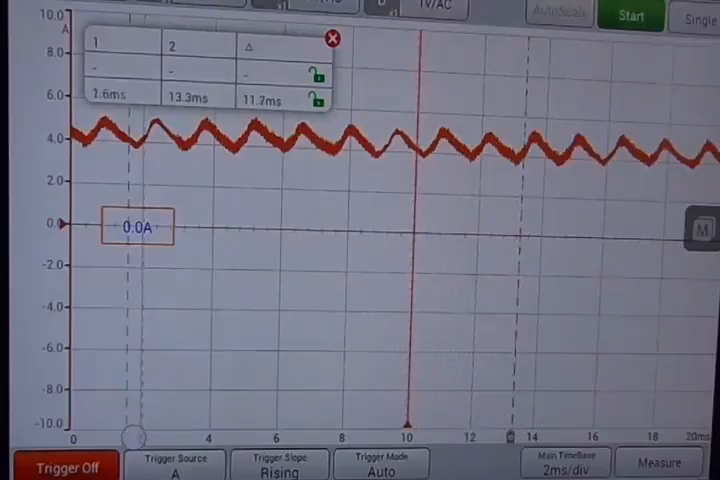 1V/AC
AutoScale
Start
Single
10.0
A
8.0
6.0
4.0
2.0
0.0
-2.0
-4.0
-6.0
-8.0
-10.0
1 2 △
- - -
1.6ms 13.3ms 11.7ms
0.0A
M
0 4 6 8 10 12 14 16 18 20ms
Trigger Off
Trigger Source
A
Trigger Slope
Rising
Trigger Mode
Auto
Main TimeBase
2ms/div
Measure